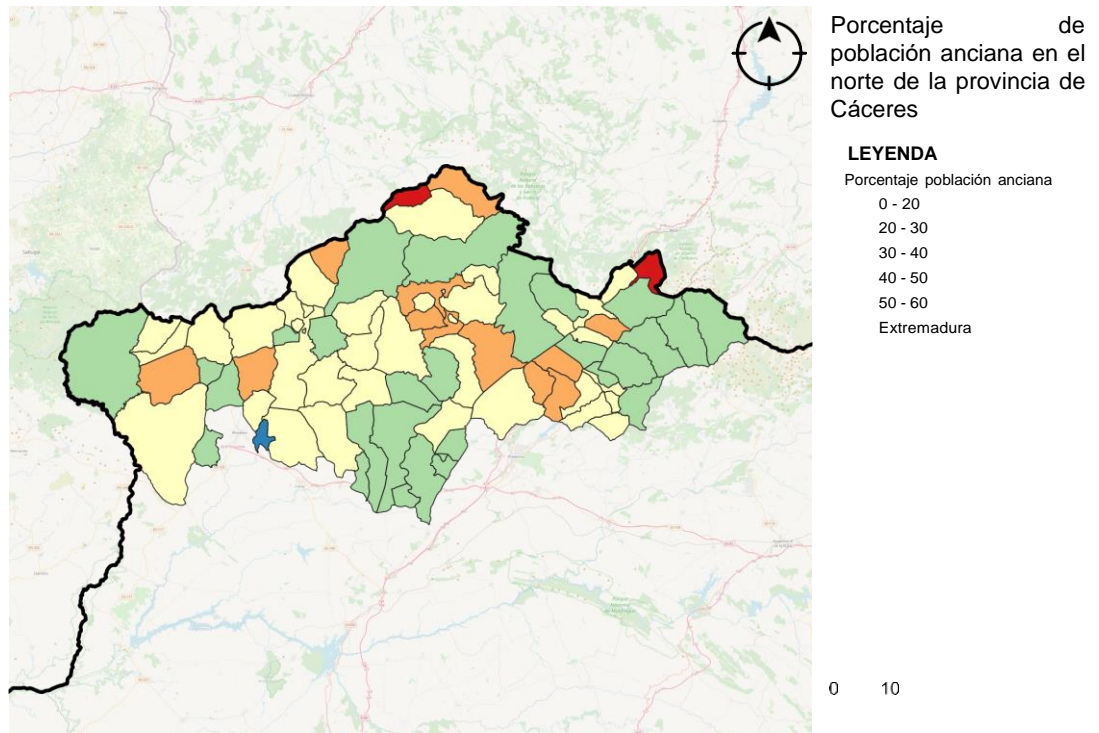 Porcentaje de
población anciana en el
norte de la provincia de
Cáceres
LEYENDA
Porcentaje población anciana
0 - 20
20 - 30
30 - 40
40 - 50
50 - 60
Extremadura
0 10